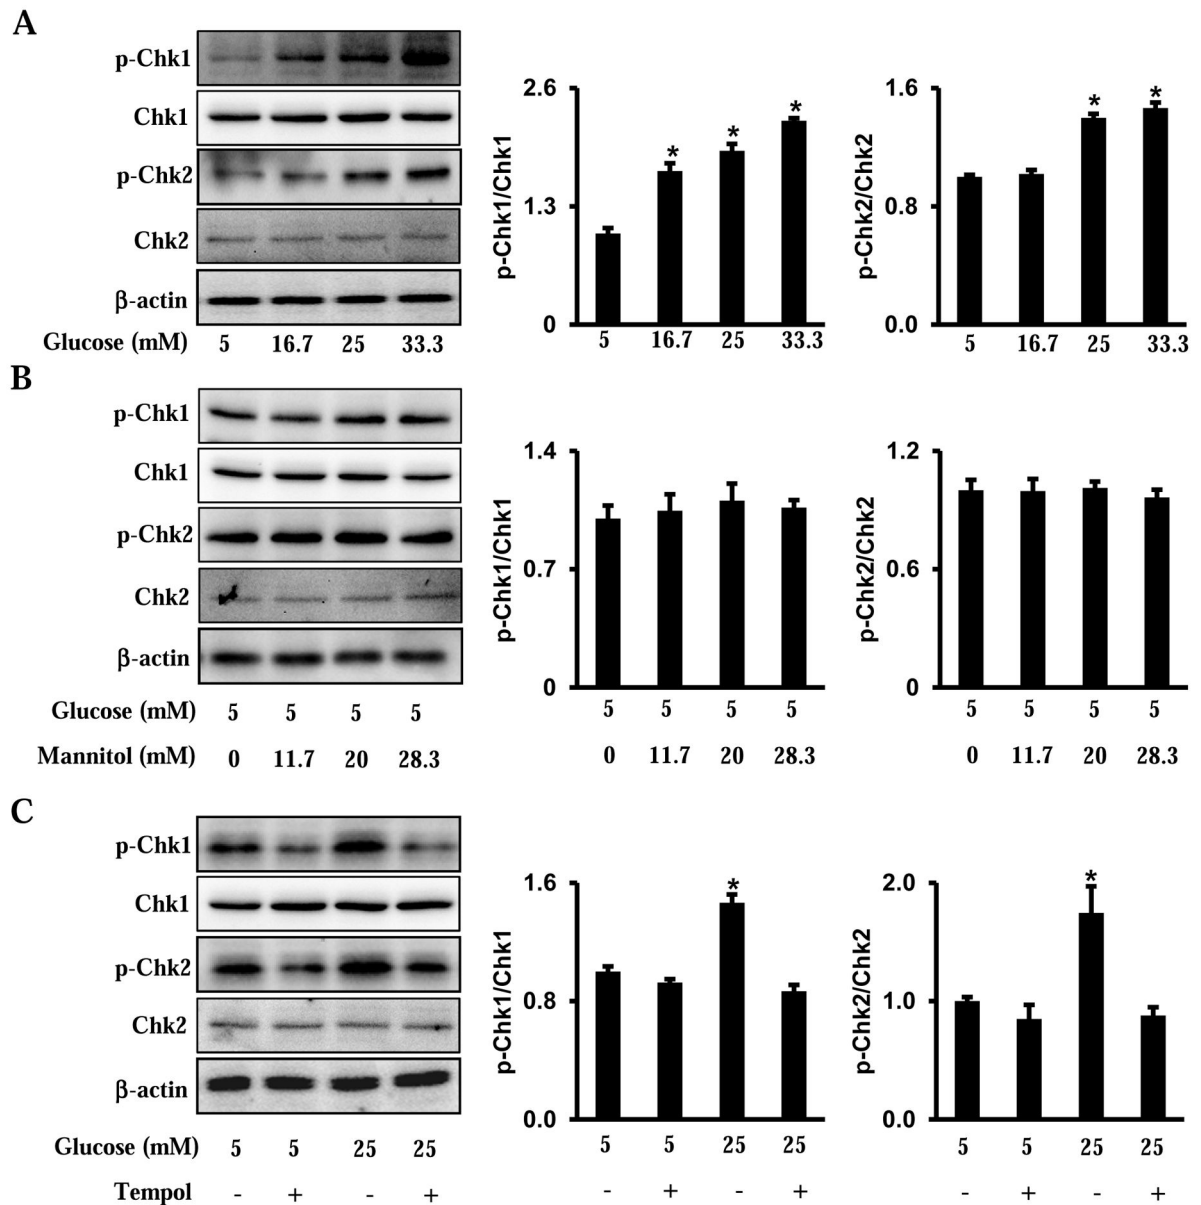 A
p-Chk1
Chk1
p-Chk2
Chk2
β-actin
Glucose (mM) 5 16.7 25 33.3
p-Chk1/Chk1
2.6
1.3
0
* * *
5 16.7 25 33.3
p-Chk2/Chk2
1.6
0.8
0.0
* *
5 16.7 25 33.3
B
p-Chk1
Chk1
p-Chk2
Chk2
β-actin
Glucose (mM) 5 5 5 5
Mannitol (mM) 0 11.7 20 28.3
p-Chk1/Chk1
1.4
0.7
0
5 5 5 5
0 11.7 20 28.3
p-Chk2/Chk2
1.2
0.6
0
5 5 5 5
0 11.7 20 28.3
C
p-Chk1
Chk1
p-Chk2
Chk2
β-actin
Glucose (mM) 5 5 25 25
Tempol - + - +
p-Chk1/Chk1
1.6
0.8
0.0
*
5 5 25 25
- + - +
p-Chk2/Chk2
2.0
1.0
0.0
*
5 5 25 25
- + - +